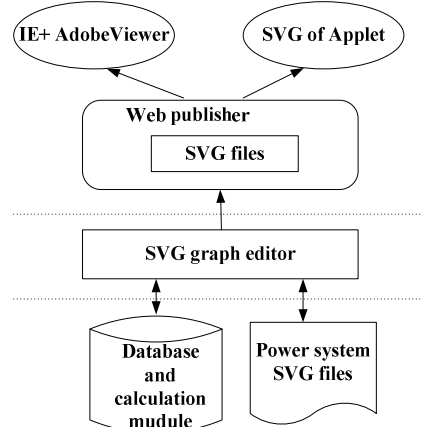 IE+ AdobeViewer
SVG of Applet
Web publisher
SVG files
SVG graph editor
Database
and
calculation
mudule
Power system
SVG files